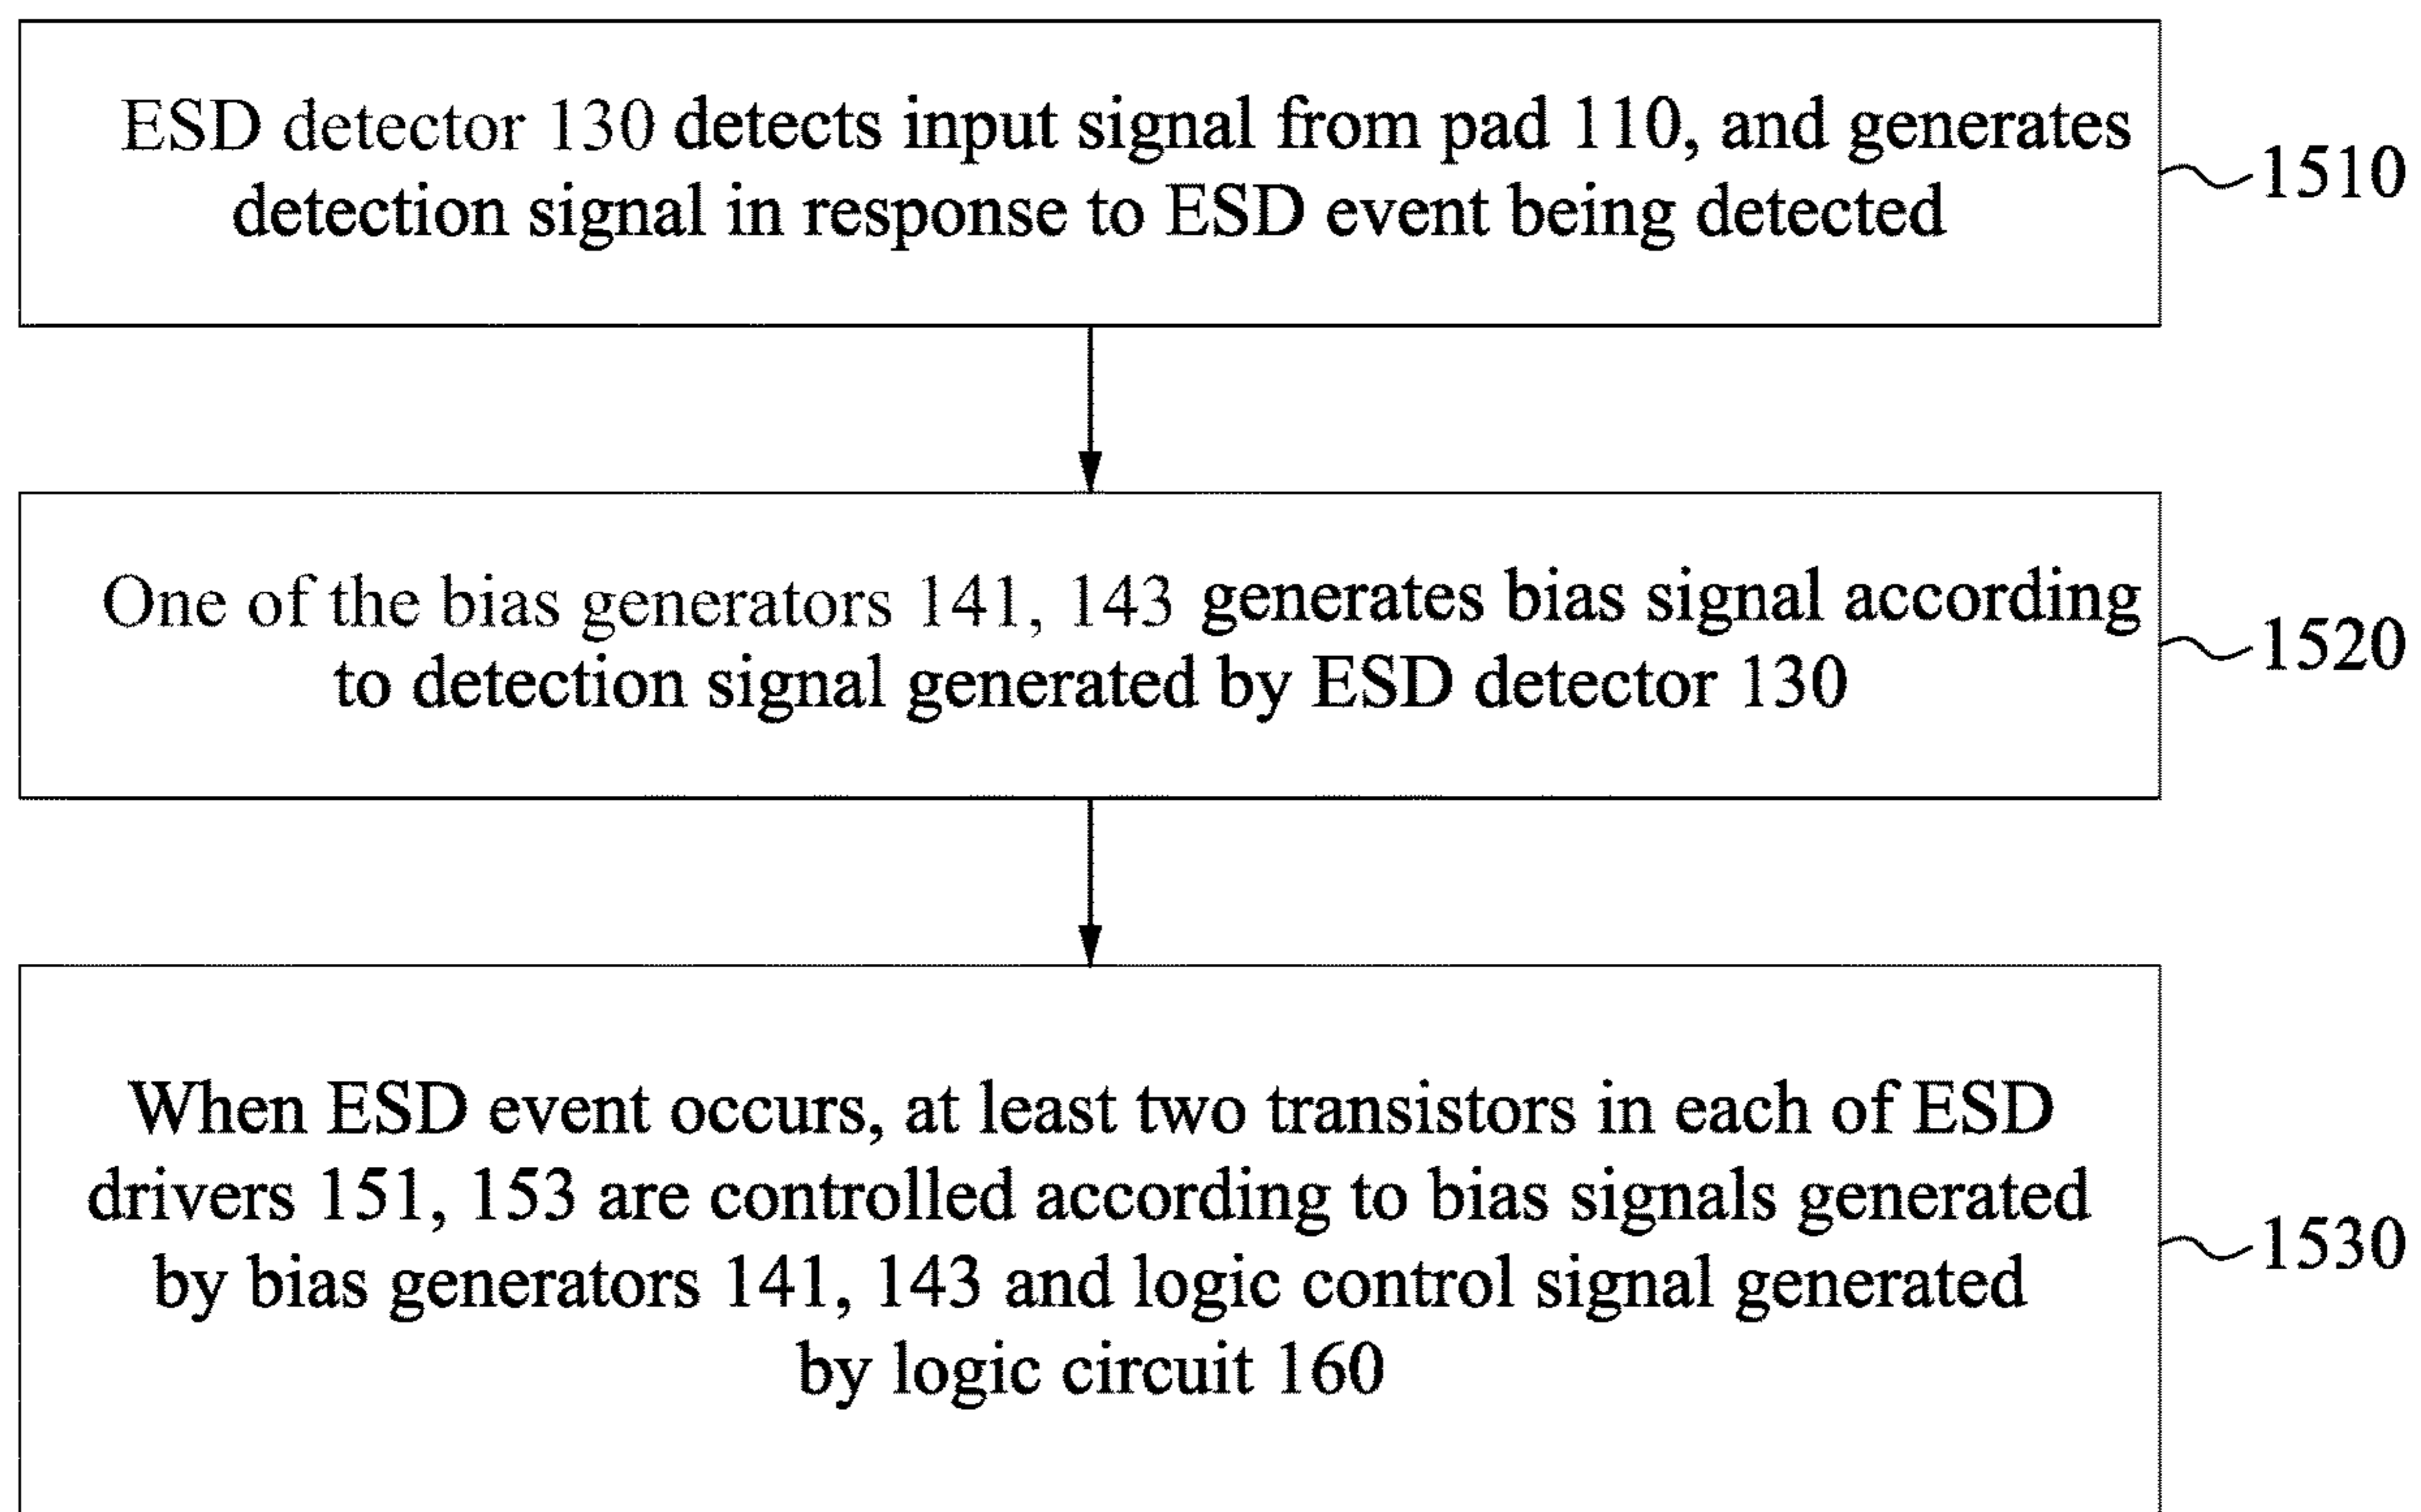 ESD detector 130 detects input signal from pad 110, and generates
detection signal in response to ESD event being detected
1510
One of the bias generators 141, 143 generates bias signal according
to detection signal generated by ESD detector 130
1520
When ESD event occurs, at least two transistors in each of ESD
drivers 151, 153 are controlled according to bias signals generated
by bias generators 141, 143 and logic control signal generated
by logic circuit 160
1530